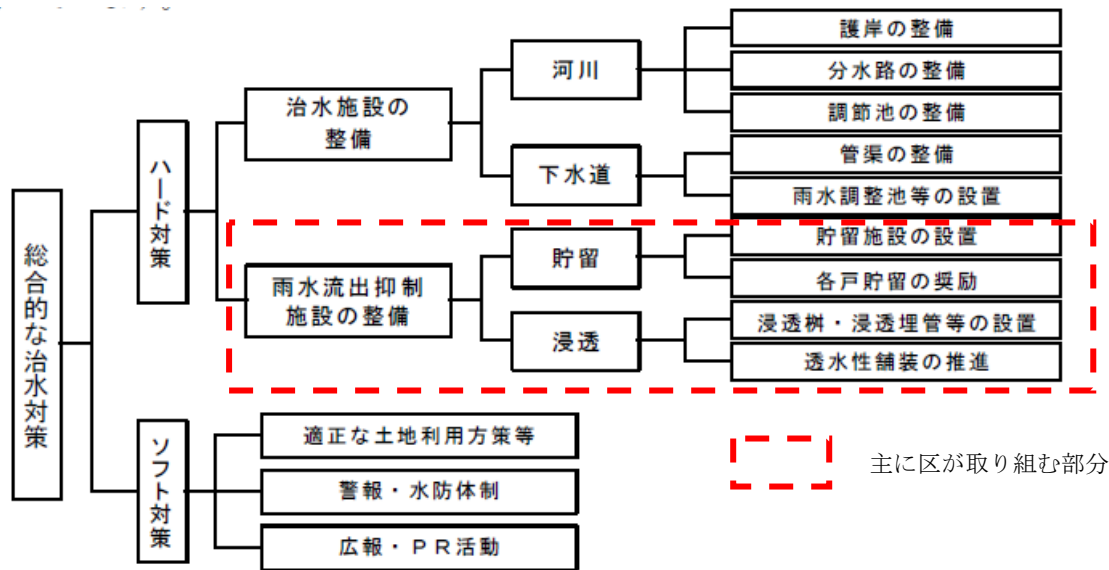 総合的な治水対策
ハード対策
治水施設の
整備
河川
護岸の整備
分水路の整備
調節池の整備
下水道
管渠の整備
雨水調整池等の設置
雨水流出抑制
施設の整備
貯留
貯留施設の設置
各戸貯留の奨励
浸透
浸透桝・浸透埋管等の設置
透水性舗装の推進
ソフト対策
適正な土地利用方策等
警報・水防体制
広報・PR活動
主に区が取り組む部分